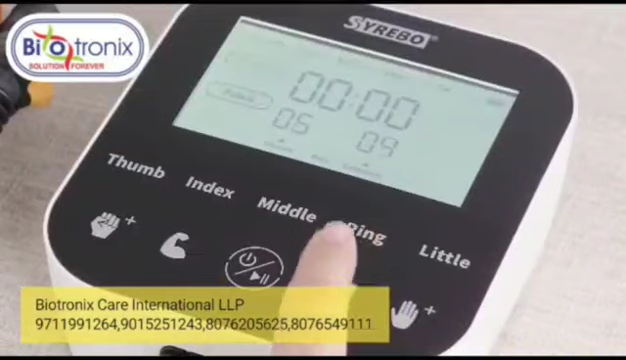 Biotronix
SOLUTION FOREVER
SYREBO
00:00
05 09
Thumb
Index
Middle
Ring
Little
Biotronix Care International LLP
9711991264,9015251243,8076205625,8076549111